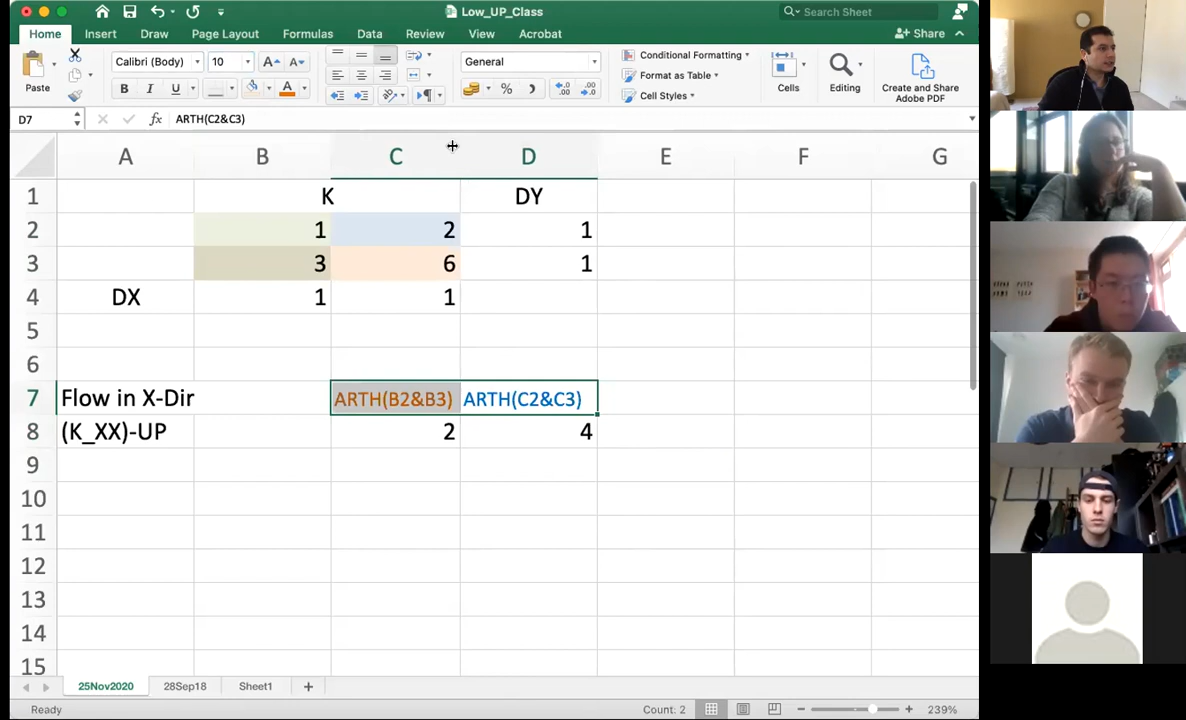 Low_UP_Class
Search Sheet
Home Insert Draw Page Layout Formulas Data Review View Acrobat
Share
Paste
Calibri (Body) 10 A A
B I U A
General
%
Conditional Formatting
Format as Table
Cell Styles
Cells
Editing
Create and Share
Adobe PDF
D7 fx ARTH(C2&C3)
A B C D E F G
1 K DY
2 1 2 1
3 3 6 1
4 DX 1 1
5
6
7 Flow in X-Dir ARTH(B2&B3) ARTH(C2&C3)
8 (K_XX)-UP 2 4
9
10
11
12
13
14
15
25Nov2020 28Sep18 Sheet1 +
Ready Count: 2 239%